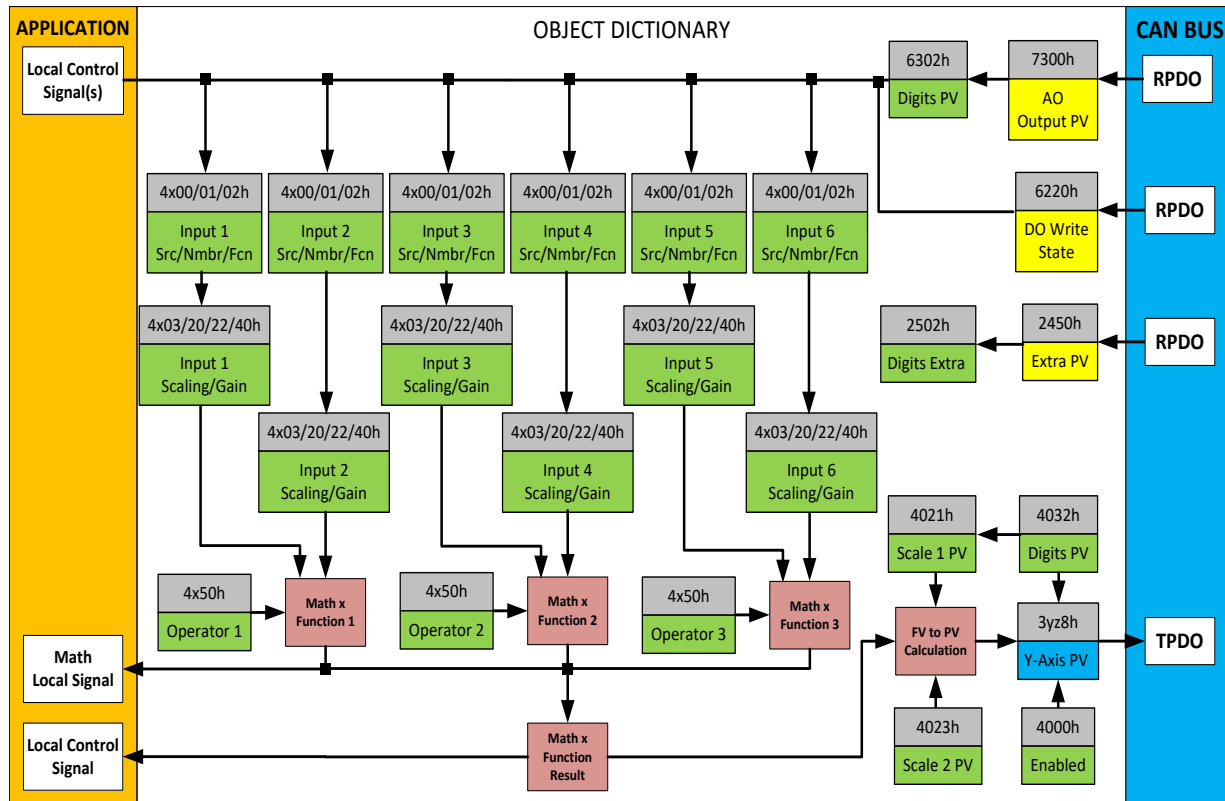 APPLICATION
OBJECT DICTIONARY
CAN BUS
Local Control
Signal(s)
6302h
Digits PV
7300h
AO
Output PV
RPDO
4x00/01/02h
Input 1
Src/Nmbr/Fcn
4x00/01/02h
Input 2
Src/Nmbr/Fcn
4x00/01/02h
Input 3
Src/Nmbr/Fcn
4x00/01/02h
Input 4
Src/Nmbr/Fcn
4x00/01/02h
Input 5
Src/Nmbr/Fcn
4x00/01/02h
Input 6
Src/Nmbr/Fcn
6220h
DO Write
State
RPDO
4x03/20/22/40h
Input 1
Scaling/Gain
4x03/20/22/40h
Input 3
Scaling/Gain
4x03/20/22/40h
Input 5
Scaling/Gain
2502h
Digits Extra
2450h
Extra PV
RPDO
4x03/20/22/40h
Input 2
Scaling/Gain
4x03/20/22/40h
Input 4
Scaling/Gain
4x03/20/22/40h
Input 6
Scaling/Gain
4021h
Scale 1 PV
4032h
Digits PV
4x50h
Operator 1
Math x
Function 1
4x50h
Operator 2
Math x
Function 2
4x50h
Operator 3
Math x
Function 3
FV to PV
Calculation
3yz8h
Y-Axis PV
TPDO
Math
Local Signal
Local Control
Signal
Math x
Function
Result
4023h
Scale 2 PV
4000h
Enabled